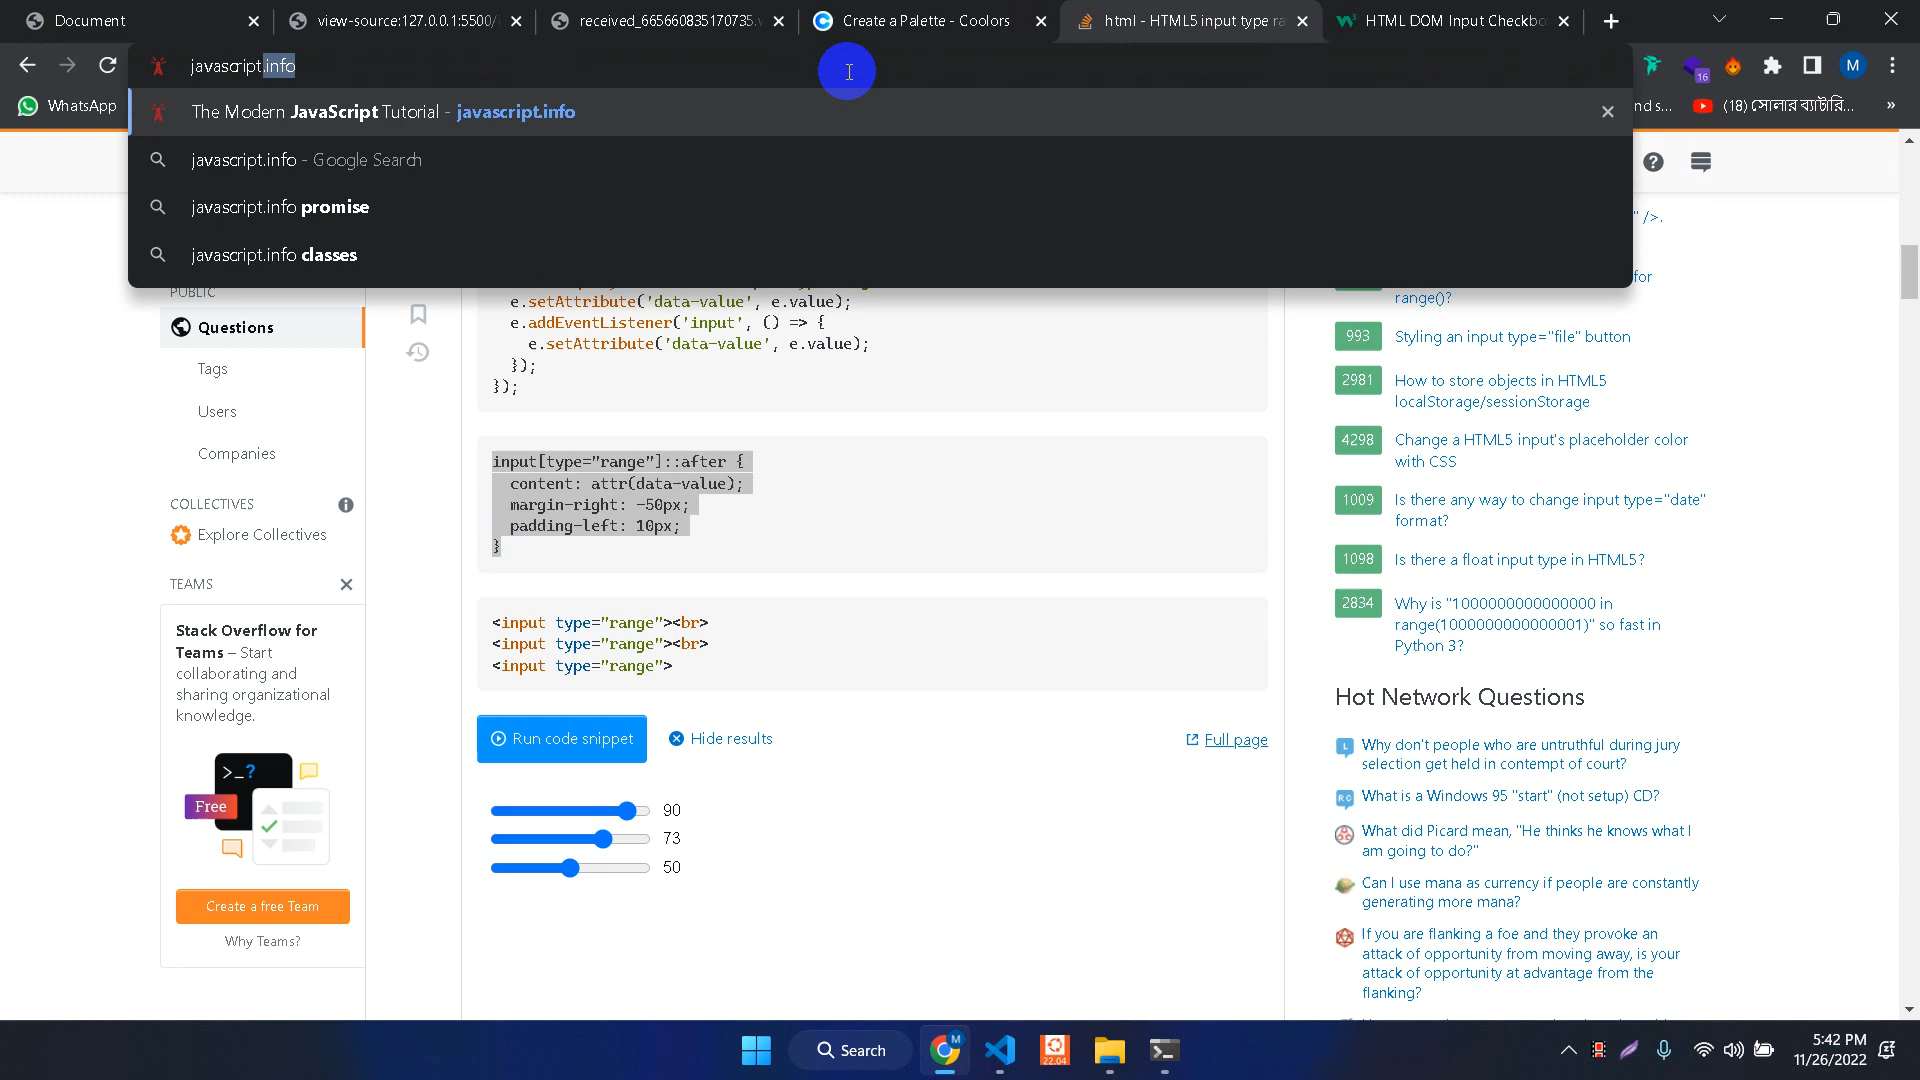 Document
view-source:127.0.0.1:5500/
received_665660835170735.
Create a Palette - Coolors
html - HTML5 input type ra
HTML DOM Input Checkbo
javascript.info
16
M
WhatsApp
The Modern JavaScript Tutorial - javascript.info
nd s...
(18) সোলার ব্যাটারি...
»
javascript.info - Google Search
javascript.info promise
javascript.info classes
PUBLIC
Questions
Tags
Users
Companies
COLLECTIVES
Explore Collectives
TEAMS
Stack Overflow for
Teams – Start
collaborating and
sharing organizational
knowledge.
>_?
Free
Create a free Team
Why Teams?
e.setAttribute('data-value', e.value);
e.addEventListener('input', () => {
e.setAttribute('data-value', e.value);
});
});
input[type="range"]::after {
content: attr(data-value);
margin-right: -50px;
padding-left: 10px;
}
<input type="range"><br>
<input type="range"><br>
<input type="range">
Run code snippet
Hide results
Full page
90
73
50
" />.
for
range()?
993
Styling an input type="file" button
2981
How to store objects in HTML5
localStorage/sessionStorage
4298
Change a HTML5 input's placeholder color
with CSS
1009
Is there any way to change input type="date"
format?
1098
Is there a float input type in HTML5?
2834
Why is "1000000000000000 in
range(1000000000000001)" so fast in
Python 3?
Hot Network Questions
Why don't people who are untruthful during jury
selection get held in contempt of court?
What is a Windows 95 "start" (not setup) CD?
What did Picard mean, "He thinks he knows what I
am going to do?"
Can I use mana as currency if people are constantly
generating more mana?
If you are flanking a foe and they provoke an
attack of opportunity from moving away, is your
attack of opportunity at advantage from the
flanking?
Search
M
22.04
5:42 PM
11/26/2022